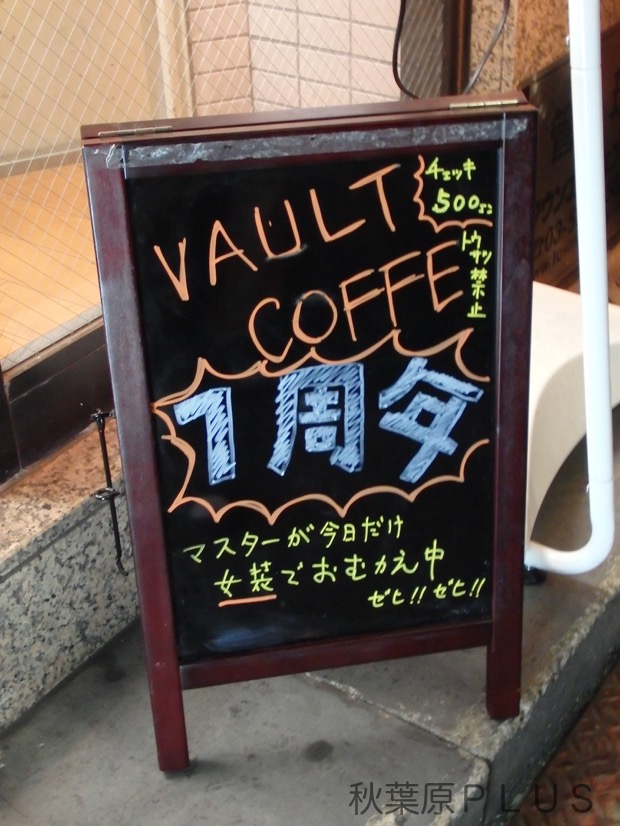 VAULT
COFFE
チェッキ
500エン
トウサツ
禁止
1周年
マスターが今日だけ
女装でおむかえ中
ゼヒ!! ゼヒ!!
秋葉原PLUS